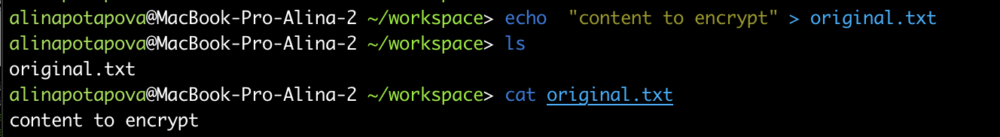 alinapotapova@MacBook-Pro-Alina-2 ~/workspace> echo  "content to encrypt" > original.txt
alinapotapova@MacBook-Pro-Alina-2 ~/workspace> ls
original.txt
alinapotapova@MacBook-Pro-Alina-2 ~/workspace> cat original.txt
content to encrypt